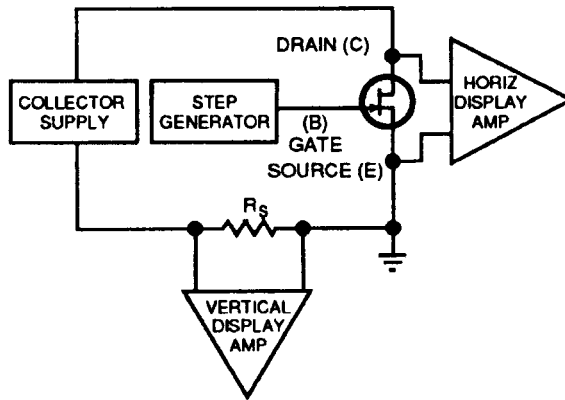 DRAIN (C)
COLLECTOR
SUPPLY
STEP
GENERATOR
(B)
GATE
SOURCE (E)
HORIZ
DISPLAY
AMP
RS
VERTICAL
DISPLAY
AMP